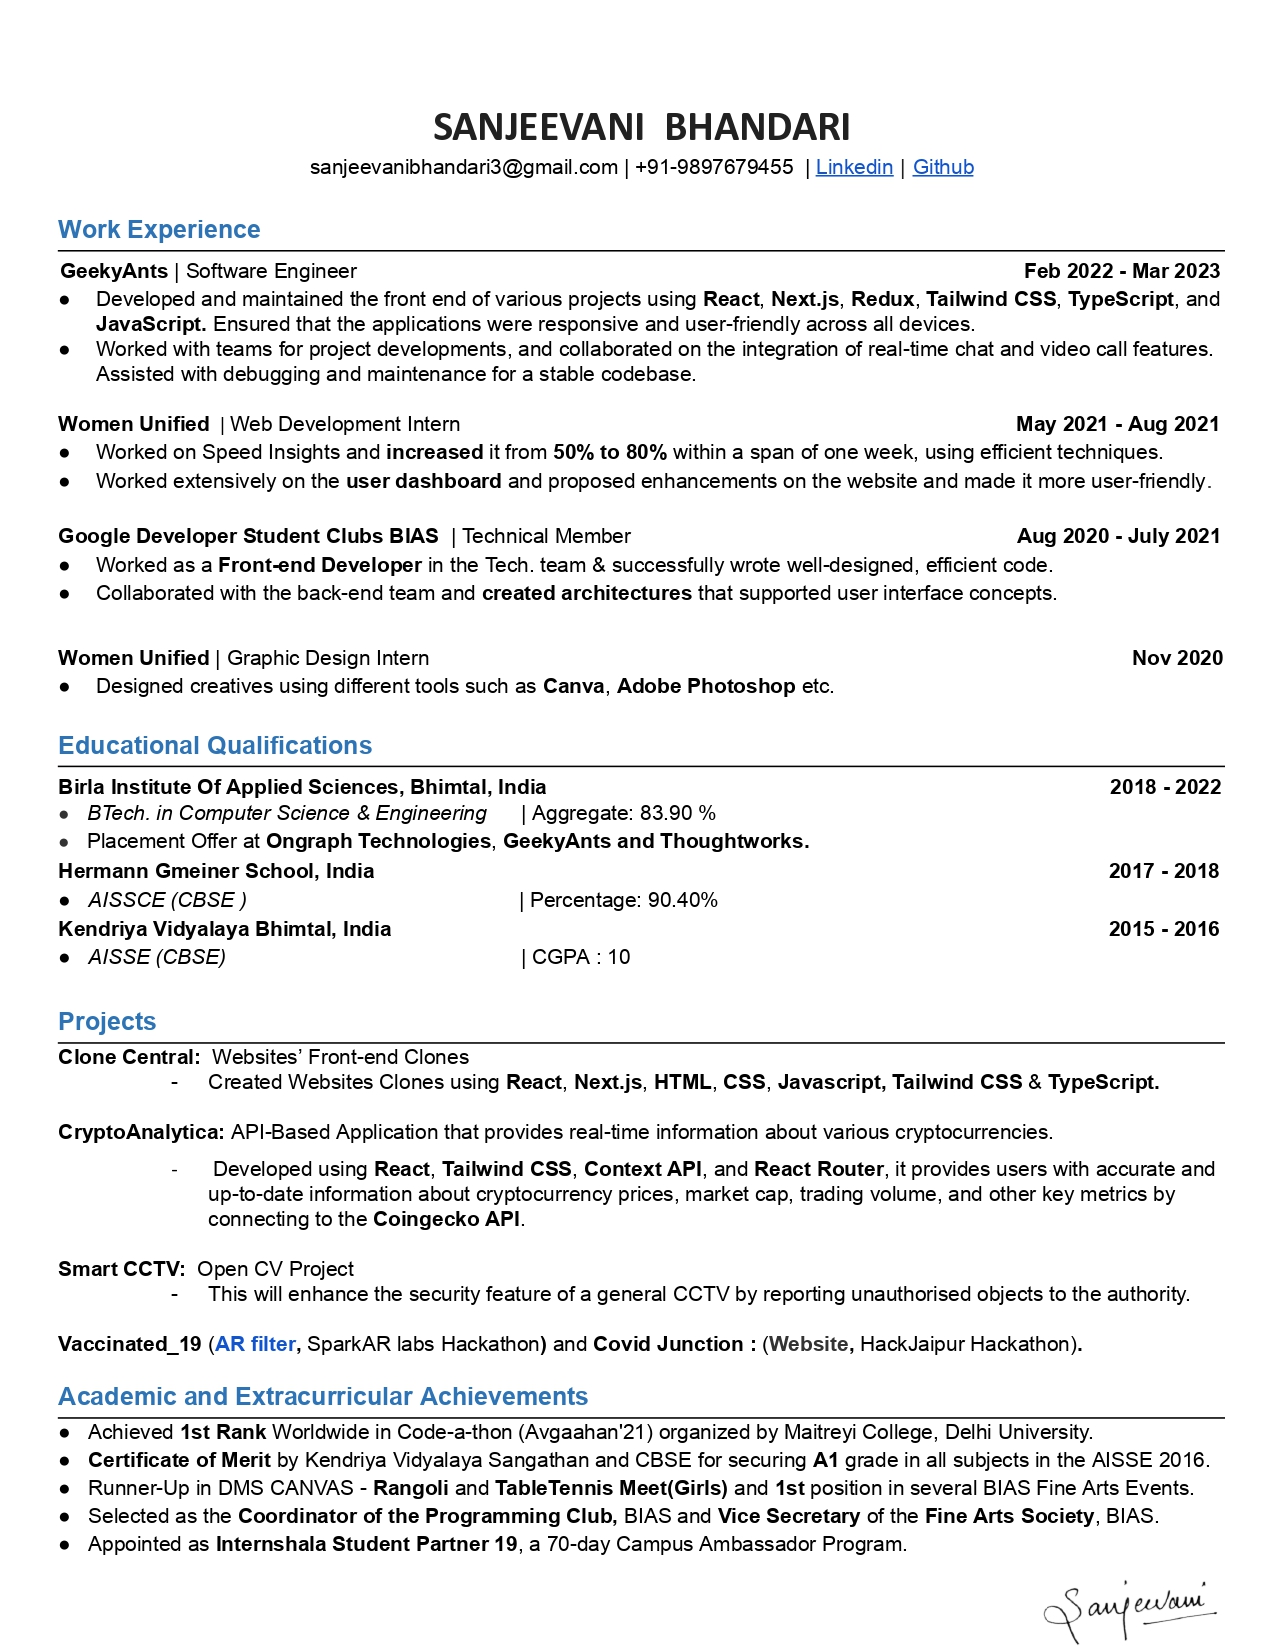 SANJEEVANI BHANDARI
sanjeevanibhandari3@gmail.com | +91-9897679455 | Linkedin | Github
Work Experience
GeekyAnts | Software Engineer Feb 2022 - Mar 2023
● Developed and maintained the front end of various projects using React, Next.js, Redux, Tailwind CSS, TypeScript, and
JavaScript. Ensured that the applications were responsive and user-friendly across all devices.
● Worked with teams for project developments, and collaborated on the integration of real-time chat and video call features.
Assisted with debugging and maintenance for a stable codebase.
Women Unified | Web Development Intern May 2021 - Aug 2021
● Worked on Speed Insights and increased it from 50% to 80% within a span of one week, using efficient techniques.
● Worked extensively on the user dashboard and proposed enhancements on the website and made it more user-friendly.
Google Developer Student Clubs BIAS | Technical Member Aug 2020 - July 2021
● Worked as a Front-end Developer in the Tech. team & successfully wrote well-designed, efficient code.
● Collaborated with the back-end team and created architectures that supported user interface concepts.
Women Unified | Graphic Design Intern Nov 2020
● Designed creatives using different tools such as Canva, Adobe Photoshop etc.
Educational Qualifications
Birla Institute Of Applied Sciences, Bhimtal, India 2018 - 2022
● BTech. in Computer Science & Engineering | Aggregate: 83.90 %
● Placement Offer at Ongraph Technologies, GeekyAnts and Thoughtworks.
Hermann Gmeiner School, India 2017 - 2018
● AISSCE (CBSE ) | Percentage: 90.40%
Kendriya Vidyalaya Bhimtal, India 2015 - 2016
● AISSE (CBSE) | CGPA : 10
Projects
Clone Central: Websites’ Front-end Clones
- Created Websites Clones using React, Next.js, HTML, CSS, Javascript, Tailwind CSS & TypeScript.
CryptoAnalytica: API-Based Application that provides real-time information about various cryptocurrencies.
- Developed using React, Tailwind CSS, Context API, and React Router, it provides users with accurate and
up-to-date information about cryptocurrency prices, market cap, trading volume, and other key metrics by
connecting to the Coingecko API.
Smart CCTV: Open CV Project
- This will enhance the security feature of a general CCTV by reporting unauthorised objects to the authority.
Vaccinated_19 (AR filter, SparkAR labs Hackathon) and Covid Junction : (Website, HackJaipur Hackathon).
Academic and Extracurricular Achievements
● Achieved 1st Rank Worldwide in Code-a-thon (Avgaahan'21) organized by Maitreyi College, Delhi University.
● Certificate of Merit by Kendriya Vidyalaya Sangathan and CBSE for securing A1 grade in all subjects in the AISSE 2016.
● Runner-Up in DMS CANVAS - Rangoli and TableTennis Meet(Girls) and 1st position in several BIAS Fine Arts Events.
● Selected as the Coordinator of the Programming Club, BIAS and Vice Secretary of the Fine Arts Society, BIAS.
● Appointed as Internshala Student Partner 19, a 70-day Campus Ambassador Program.
Sanjeevani